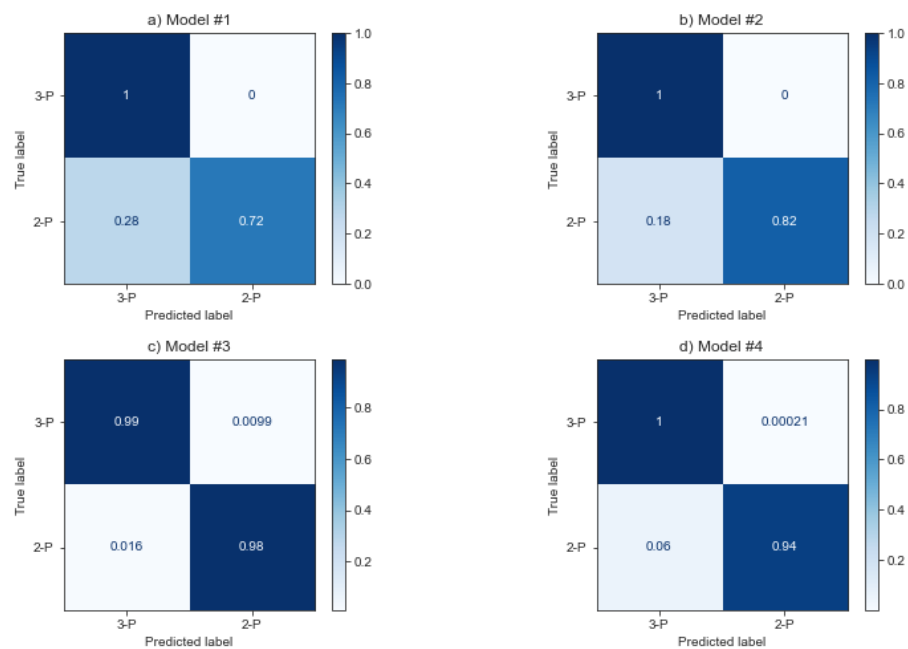 a) Model #1
1.0
0.8
0.6
0.4
0.2
0.0
3-P
2-P
True label
1
0
0.28
0.72
3-P
2-P
Predicted label
b) Model #2
1.0
0.8
0.6
0.4
0.2
0.0
3-P
2-P
True label
1
0
0.18
0.82
3-P
2-P
Predicted label
c) Model #3
0.8
0.6
0.4
0.2
3-P
2-P
True label
0.99
0.0099
0.016
0.98
3-P
2-P
Predicted label
d) Model #4
0.8
0.6
0.4
0.2
3-P
2-P
True label
1
0.00021
0.06
0.94
3-P
2-P
Predicted label